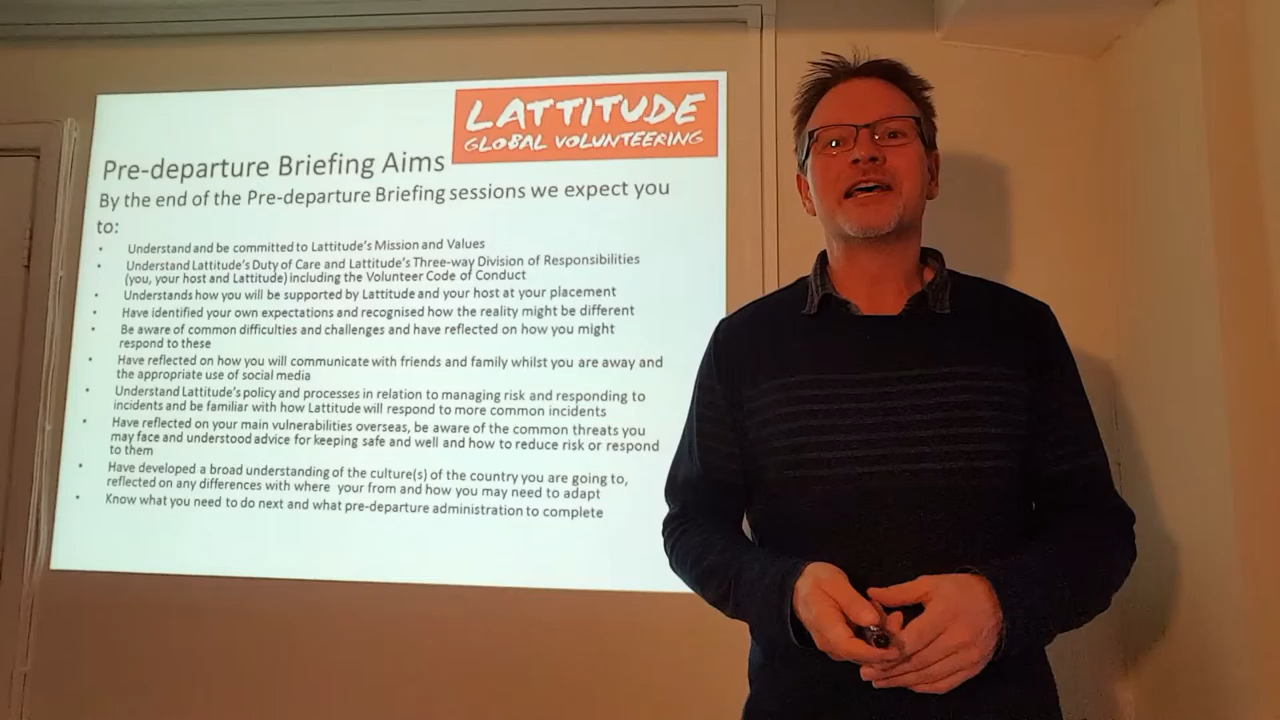 LATTITUDE
GLOBAL VOLUNTEERING
Pre-departure Briefing Aims
By the end of the Pre-departure Briefing sessions we expect you
to:
• Understand and be committed to Lattitude's Mission and Values
• Understand Lattitude's Duty of Care and Lattitude's Three-way Division of Responsibilities
(you, your host and Lattitude) including the Volunteer Code of Conduct
• Understands how you will be supported by Lattitude and your host at your placement
• Have identified your own expectations and recognised how the reality might be different
• Be aware of common difficulties and challenges and have reflected on how you might
respond to these
• Have reflected on how you will communicate with friends and family whilst you are away and
the appropriate use of social media
• Understand Lattitude's policy and processes in relation to managing risk and responding to
incidents and be familiar with how Lattitude will respond to more common incidents
• Have reflected on your main vulnerabilities overseas, be aware of the common threats you
may face and understood advice for keeping safe and well and how to reduce risk or respond
to them
• Have developed a broad understanding of the culture(s) of the country you are going to,
reflected on any differences with where your from and how you may need to adapt
• Know what you need to do next and what pre-departure administration to complete